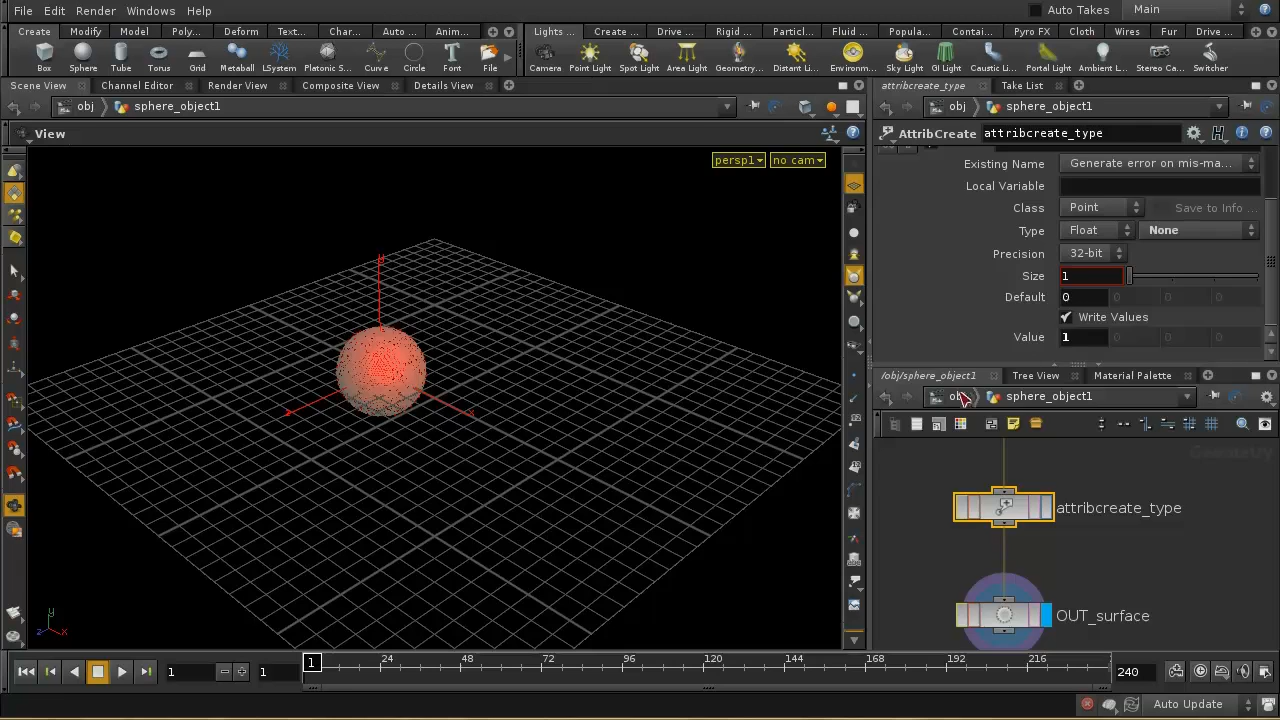 File Edit Render Windows Help Auto Takes Main
Create Modify Model Poly... Deform Text... Char... Auto ... Anim... Lights ... Create ... Drive ... Rigid ... Particl... Fluid ... Popula... Contai... Pyro FX Cloth Wires Fur Drive ...
Box Sphere Tube Torus Grid Metaball LSystem Platonic S... Curve Circle Font File Camera Point Light Spot Light Area Light Geometry... Distant Li... Environ... Sky Light GI Light Caustic Li... Portal Light Ambient L... Stereo Ca... Switcher
Scene View Channel Editor Render View Composite View Details View attribcreate_type Take List
obj sphere_object1 obj sphere_object1
View AttribCreate attribcreate_type
persp1 no cam
Existing Name Generate error on mis-ma...
Local Variable
Class Point Save to Info ...
Type Float None
Precision 32-bit
Size 1
Default 0 0 0 0
Write Values
Value 1
/obj/sphere_object1 Tree View Material Palette
obj sphere_object1
Geometry
attribcreate_type
OUT_surface
y
z x
y
z x
1 1 1 24 48 72 96 120 144 168 192 216 240
Auto Update